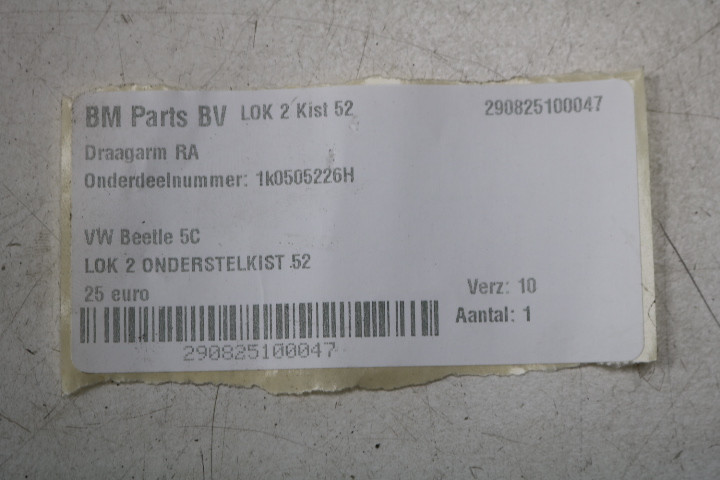 BM Parts BV LOK 2 Kist 52 290825100047
Draagarm RA
Onderdeelnummer: 1k0505226H
VW Beetle 5C
LOK 2 ONDERSTELKIST 52
25 euro Verz: 10
Aantal: 1
290825100047